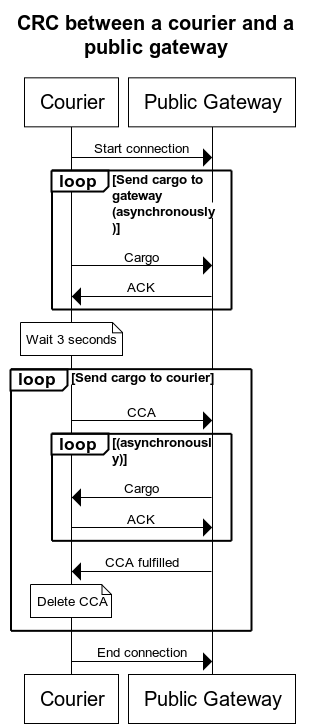 CRC between a courier and a
public gateway
Courier
Public Gateway
Start connection
loop
[Send cargo to
gateway
(asynchronously
)]
Cargo
ACK
Wait 3 seconds
loop
[Send cargo to courier]
CCA
loop
[(asynchronousl
y)]
Cargo
ACK
CCA fulfilled
Delete CCA
End connection
Courier
Public Gateway